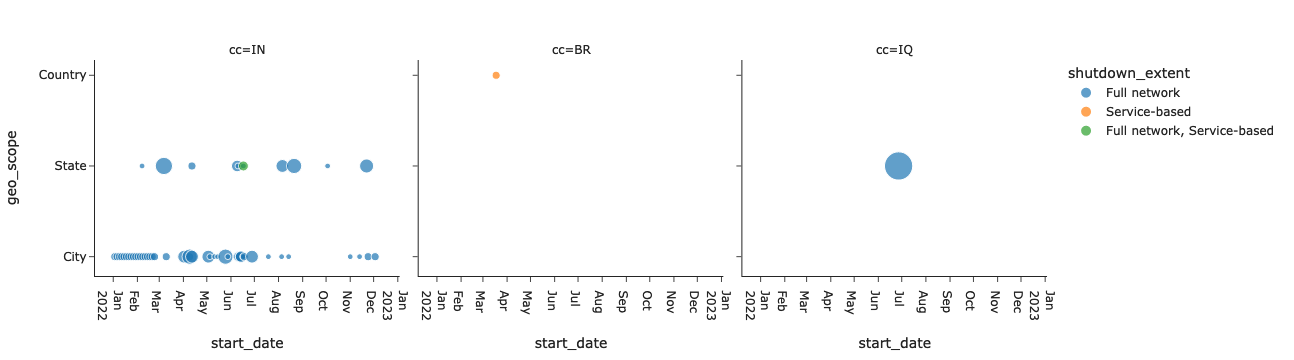 cc=IN
cc=BR
cc=IQ
shutdown_extent
Full network
Service-based
Full network, Service-based
geo_scope
Country
State
City
Jan
2022
Feb
Mar
Apr
May
Jun
Jul
Aug
Sep
Oct
Nov
Dec
Jan
2023
Jan
2022
Feb
Mar
Apr
May
Jun
Jul
Aug
Sep
Oct
Nov
Dec
Jan
2023
Jan
2022
Feb
Mar
Apr
May
Jun
Jul
Aug
Sep
Oct
Nov
Dec
Jan
2023
start_date
start_date
start_date